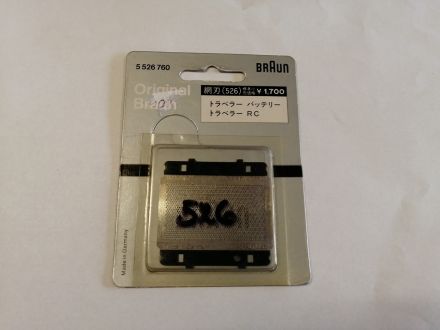 5 526 760
BRAUN
Original
Braun
網刃(526) ¥1,700
トラベラー バッテリー
トラベラー RC
526
Made in Germany